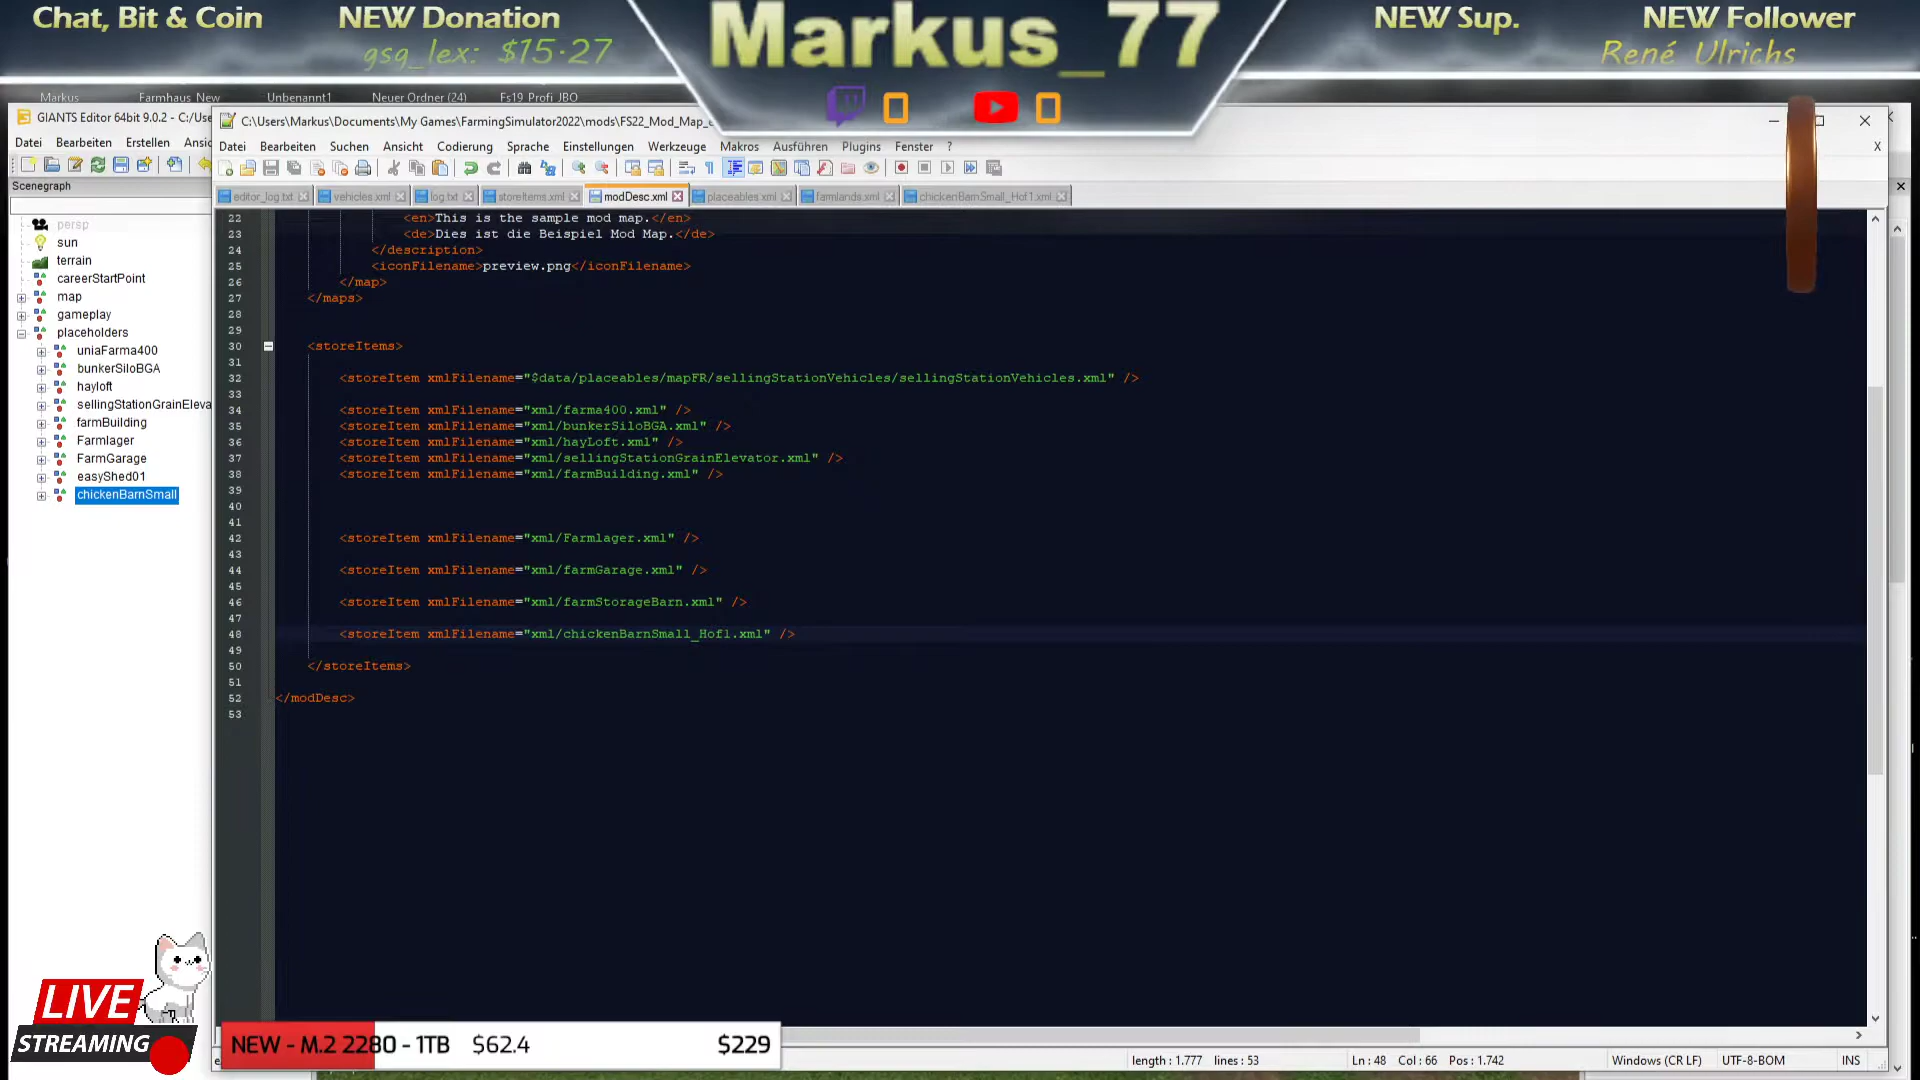 Chat, Bit & Coin
NEW Donation
gsg_lex: $15.27
Markus_77
NEW Sup.
NEW Follower
René Ulrichs
0
0
Markus
Farmhaus New
Unbenannt1
Neuer Ordner (24)
Fs19 Profi JBO
GIANTS Editor 64bit 9.0.2 - C:/Use
Datei Bearbeiten Erstellen Ansic
Scenegraph
persp
sun
terrain
careerStartPoint
map
gameplay
placeholders
uniaFarma400
bunkerSiloBGA
hayloft
sellingStationGrainEleva
farmBuilding
Farmlager
FarmGarage
easyShed01
chickenBarnSmall
C:\Users\Markus\Documents\My Games\FarmingSimulator2022\mods\FS22_Mod_Map_
Datei Bearbeiten Suchen Ansicht Codierung Sprache Einstellungen Werkzeuge Makros Ausführen Plugins Fenster ? X
editor_log.txt vehicles.xml log.txt storeItems.xml modDesc.xml placeables.xml farmlands.xml chickenBarnSmall_Hof1.xml
22 <en>This is the sample mod map.</en>
23 <de>Dies ist die Beispiel Mod Map.</de>
24 </description>
25 <iconFilename>preview.png</iconFilename>
26 </map>
27 </maps>
28
29
30 <storeItems>
31
32 <storeItem xmlFilename="$data/placeables/mapFR/sellingStationVehicles/sellingStationVehicles.xml" />
33
34 <storeItem xmlFilename="xml/farma400.xml" />
35 <storeItem xmlFilename="xml/bunkerSiloBGA.xml" />
36 <storeItem xmlFilename="xml/hayLoft.xml" />
37 <storeItem xmlFilename="xml/sellingStationGrainElevator.xml" />
38 <storeItem xmlFilename="xml/farmBuilding.xml" />
39
40
41
42 <storeItem xmlFilename="xml/Farmlager.xml" />
43
44 <storeItem xmlFilename="xml/farmGarage.xml" />
45
46 <storeItem xmlFilename="xml/farmStorageBarn.xml" />
47
48 <storeItem xmlFilename="xml/chickenBarnSmall_Hof1.xml" />
49
50 </storeItems>
51
52 </modDesc>
53
LIVE
STREAMING
NEW - M.2 2280 - 1TB $62.4 $229
length : 1.777 lines : 53 Ln : 48 Col : 66 Pos : 1.742 Windows (CR LF) UTF-8-BOM INS